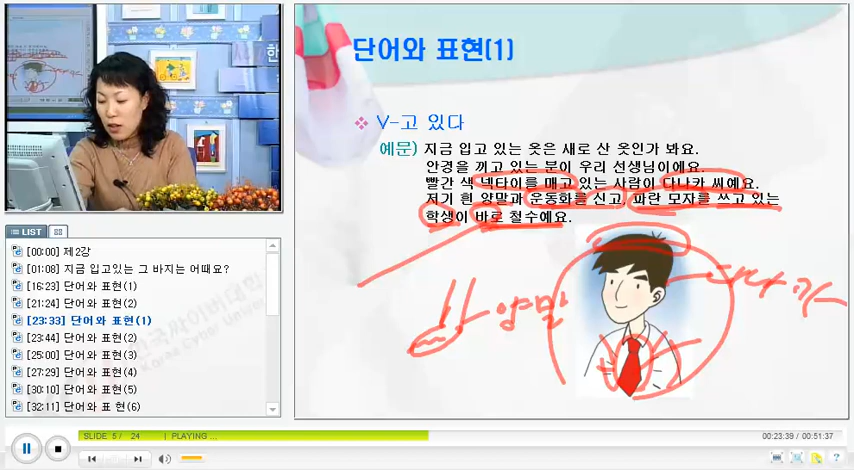 단어와 표현(1)
V-고 있다
예문) 지금 입고 있는 옷은 새로 산 옷인가 봐요.
안경을 끼고 있는 분이 우리 선생님이에요.
빨간 색 넥타이를 매고 있는 사람이 다나카 씨예요.
저기 흰 양말과 운동화를 신고, 파란 모자를 쓰고 있는
학생이 바로 철수예요.
양말
다나카
LIST
[00:00] 제2강
[01:08] 지금 입고있는 그 바지는 어때요?
[16:23] 단어와 표현(1)
[21:24] 단어와 표현(2)
[23:33] 단어와 표현(1)
[23:44] 단어와 표현(2)
[25:00] 단어와 표현(3)
[27:29] 단어와 표현(4)
[30:10] 단어와 표현(5)
[32:11] 단어와 표 현(6)
SLIDE 5 / 24 | PLAYING ...
00:23:39 / 00:51:37